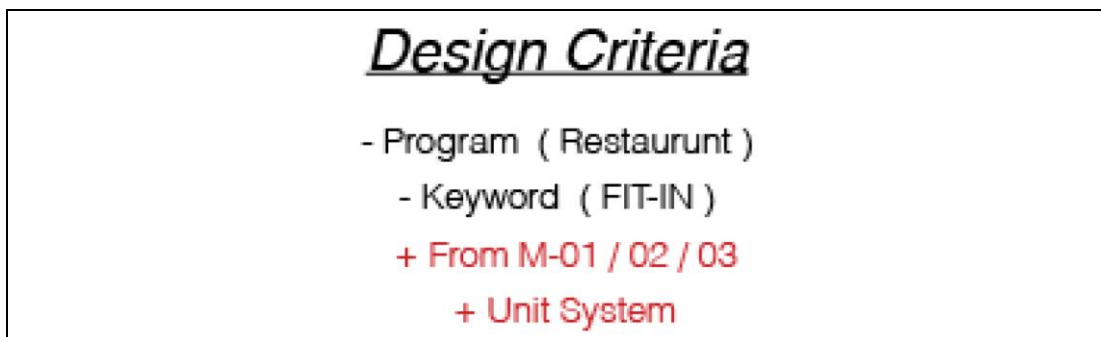 Design Criteria
- Program ( Restaurunt )
- Keyword ( FIT-IN )
+ From M-01 / 02 / 03
+ Unit System